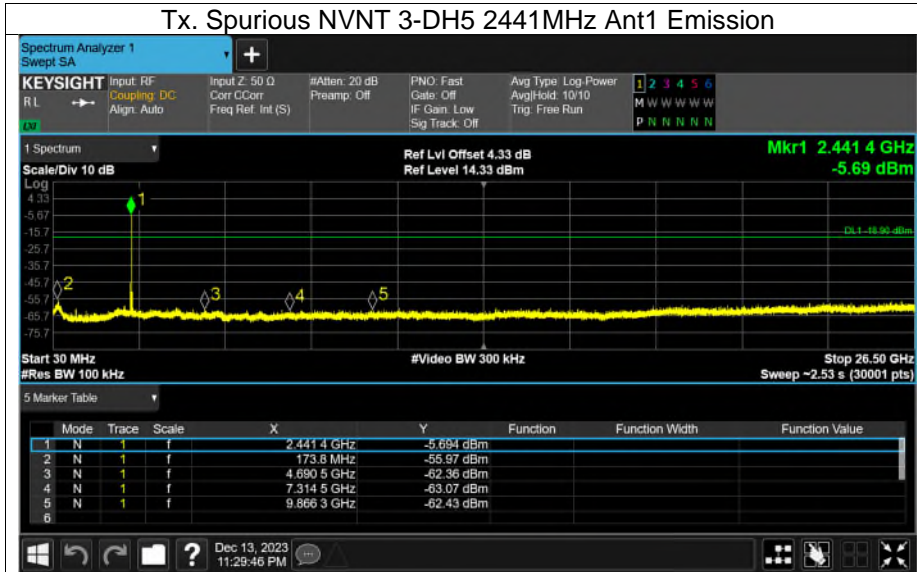 Tx. Spurious NVNT 3-DH5 2441MHz Ant1 Emission
Spectrum Analyzer 1
Swept SA
+
KEYSIGHT Input: RF Input Z: 50 Ω #Atten: 20 dB PNO: Fast Avg Type: Log-Power 1 2 3 4 5 6
RL Coupling: DC Corr CCorr Preamp: Off Gate: Off Avg|Hold: 10/10 M W W W W W
Align: Auto Freq Ref: Int (S) IF Gain: Low Trig: Free Run P N N N N N
LXI Sig Track: Off
1 Spectrum Ref Lvl Offset 4.33 dB Mkr1 2.441 4 GHz
Scale/Div 10 dB Ref Level 14.33 dBm -5.69 dBm
Log
4.33 1
-5.67
-15.7 DL1 -16.90 dBm
-25.7
-35.7
-45.7 2
-55.7 3 4 5
-65.7
-75.7
Start 30 MHz #Video BW 300 kHz Stop 26.50 GHz
#Res BW 100 kHz Sweep ~2.53 s (30001 pts)
5 Marker Table
Mode Trace Scale X Y Function Function Width Function Value
1 N 1 f 2.441 4 GHz -5.694 dBm
2 N 1 f 173.8 MHz -55.97 dBm
3 N 1 f 4.690 5 GHz -62.36 dBm
4 N 1 f 7.314 5 GHz -63.07 dBm
5 N 1 f 9.866 3 GHz -62.43 dBm
6
? Dec 13, 2023
11:29:46 PM